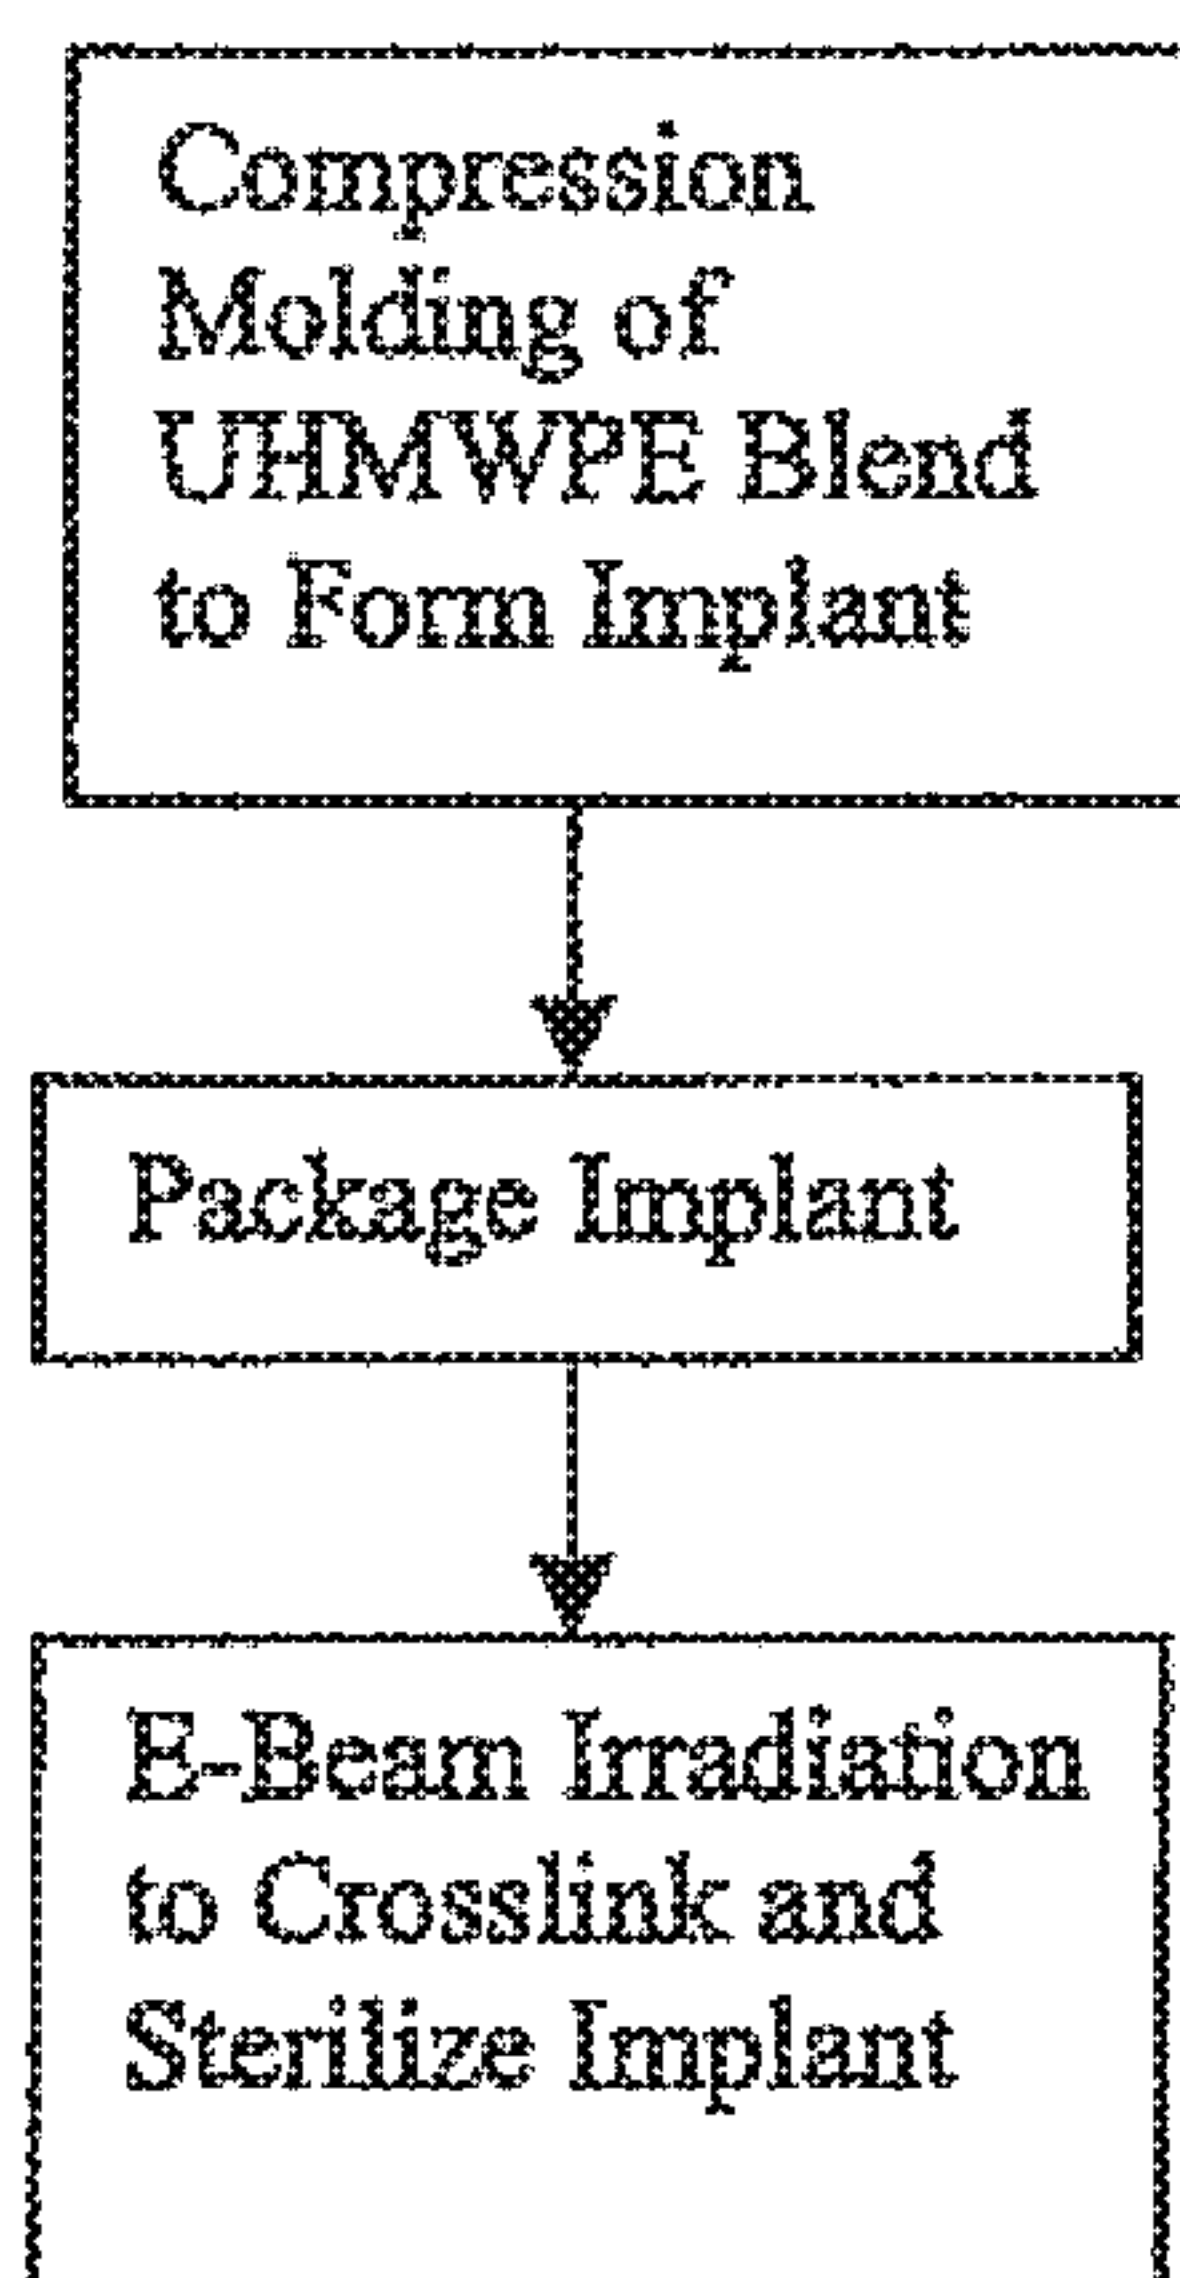 Compression
Molding of
UHMWPE Blend
to Form Implant
Package Implant
E-Beam Irradiation
to Crosslink and
Sterilize Implant